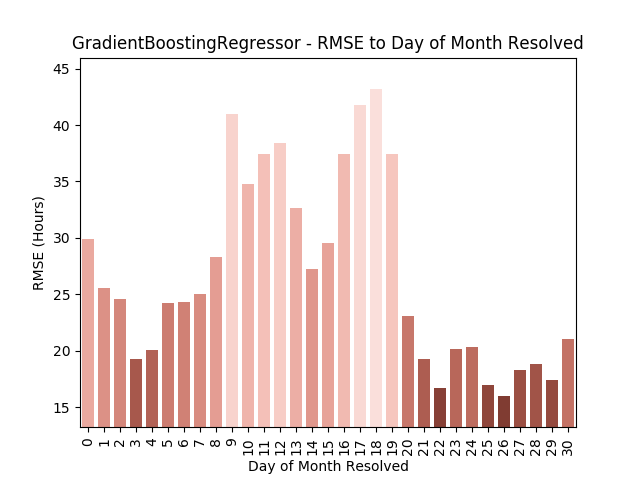 GradientBoostingRegressor - RMSE to Day of Month Resolved
45
40
35
30
25
20
15
RMSE (Hours)
0 1 2 3 4 5 6 7 8 9 10 11 12 13 14 15 16 17 18 19 20 21 22 23 24 25 26 27 28 29 30
Day of Month Resolved